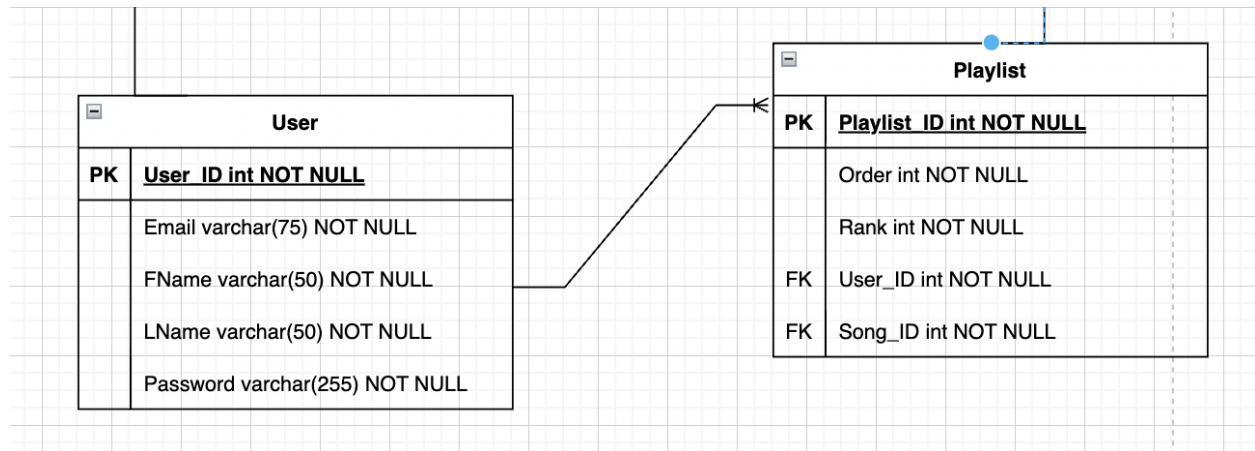 User
PK User_ID int NOT NULL
Email varchar(75) NOT NULL
FName varchar(50) NOT NULL
LName varchar(50) NOT NULL
Password varchar(255) NOT NULL
Playlist
PK Playlist_ID int NOT NULL
Order int NOT NULL
Rank int NOT NULL
FK User_ID int NOT NULL
FK Song_ID int NOT NULL